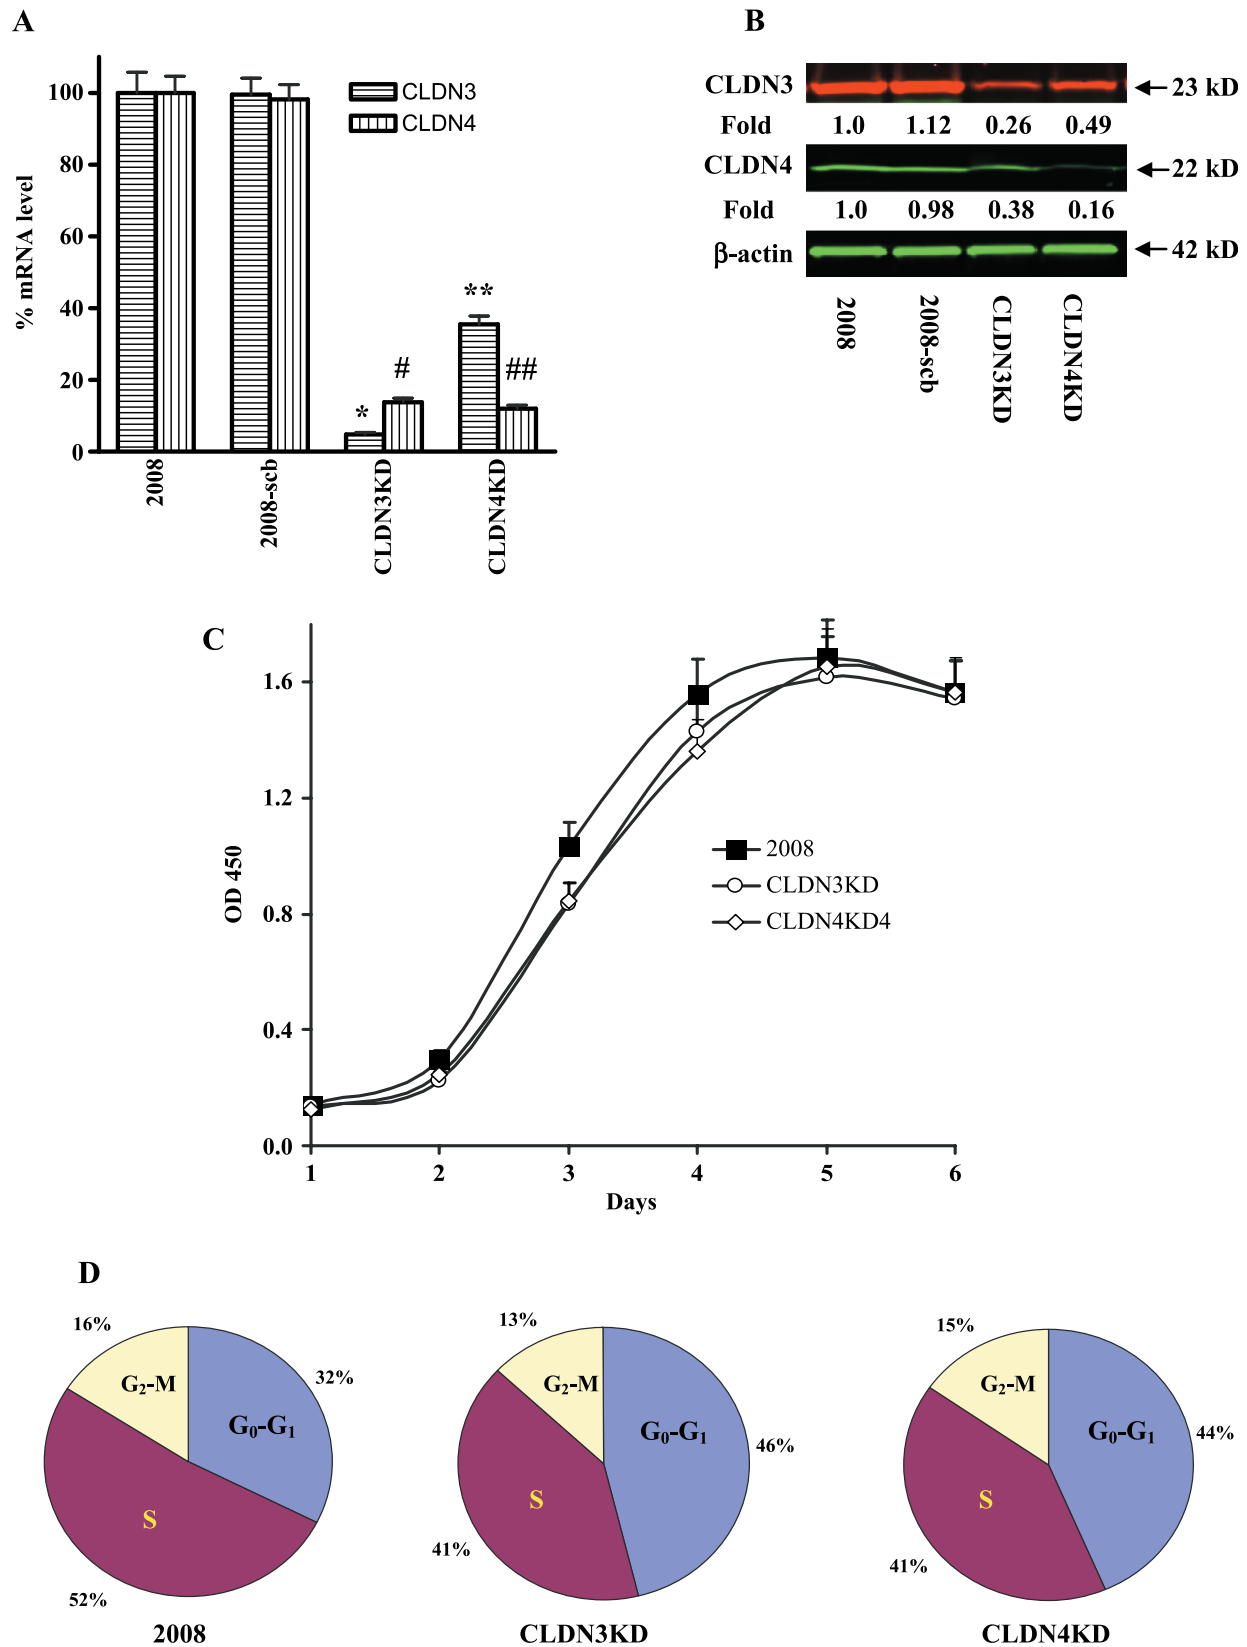 A
% mRNA level
100
80
60
40
20
0
CLDN3
CLDN4
*
#
**
##
2008
2008-scb
CLDN3KD
CLDN4KD
B
CLDN3
23 kD
Fold 1.0 1.12 0.26 0.49
CLDN4
22 kD
Fold 1.0 0.98 0.38 0.16
β-actin
42 kD
2008
2008-scb
CLDN3KD
CLDN4KD
C
OD 450
1.6
1.2
0.8
0.4
0.0
2008
CLDN3KD
CLDN4KD4
1 2 3 4 5 6
Days
D
16%
G₂-M
32%
G₀-G₁
S
52%
2008
13%
G₂-M
G₀-G₁
46%
S
41%
CLDN3KD
15%
G₂-M
G₀-G₁
44%
S
41%
CLDN4KD